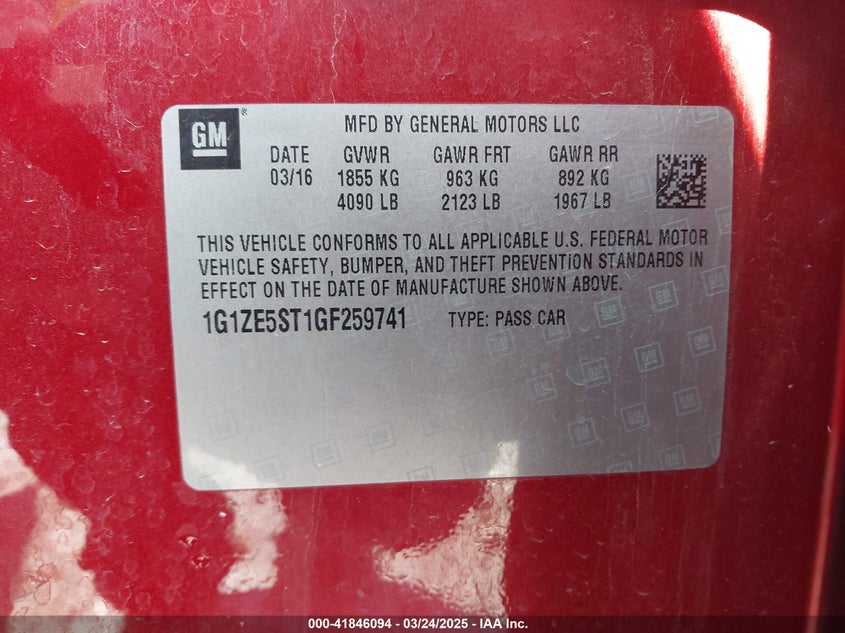 GM ®
MFD BY GENERAL MOTORS LLC
DATE GVWR GAWR FRT GAWR RR
03/16 1855 KG 963 KG 892 KG
4090 LB 2123 LB 1967 LB
THIS VEHICLE CONFORMS TO ALL APPLICABLE U.S. FEDERAL MOTOR
VEHICLE SAFETY, BUMPER, AND THEFT PREVENTION STANDARDS IN
EFFECT ON THE DATE OF MANUFACTURE SHOWN ABOVE.
1G1ZE5ST1GF259741 TYPE: PASS CAR
000-41846094 - 03/24/2025 - IAA Inc.